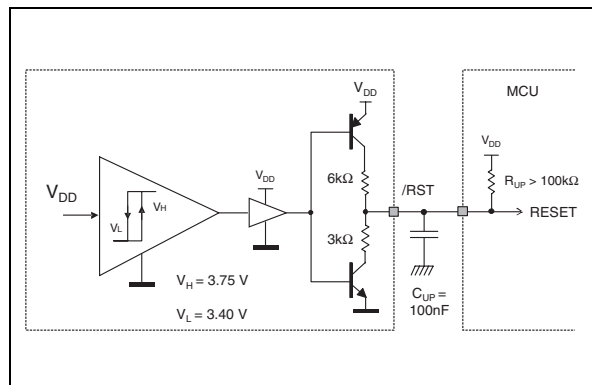 V_DD
MCU
V_DD
6kΩ
/RST
R_UP > 100kΩ
V_DD
V_DD
V_H
V_L
RESET
3kΩ
V_H = 3.75 V
V_L = 3.40 V
C_UP =
100nF